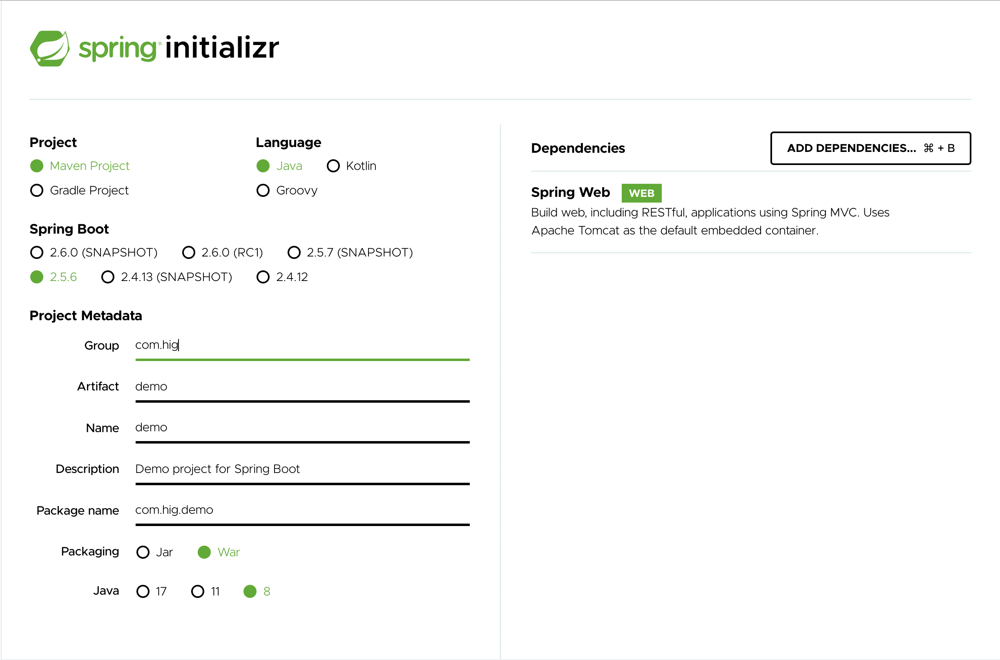 spring® initializr
Project
Maven Project
Gradle Project
Language
Java Kotlin
Groovy
Spring Boot
2.6.0 (SNAPSHOT) 2.6.0 (RC1) 2.5.7 (SNAPSHOT)
2.5.6 2.4.13 (SNAPSHOT) 2.4.12
Project Metadata
Group com.hig
Artifact demo
Name demo
Description Demo project for Spring Boot
Package name com.hig.demo
Packaging Jar War
Java 17 11 8
Dependencies
ADD DEPENDENCIES... ⌘ + B
Spring Web WEB
Build web, including RESTful, applications using Spring MVC. Uses
Apache Tomcat as the default embedded container.